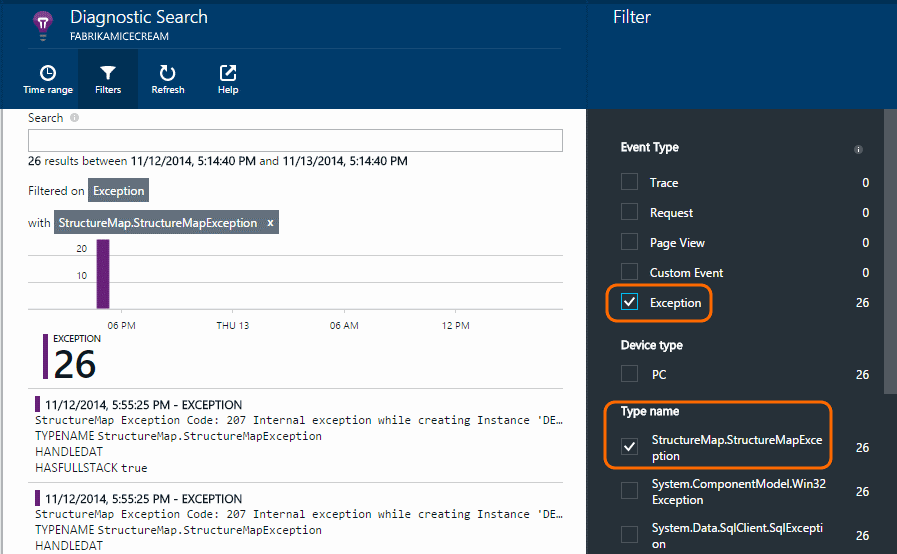 Diagnostic Search
FABRIKAMICECREAM
Time range
Filters
Refresh
Help
Search
26 results between 11/12/2014, 5:14:40 PM and 11/13/2014, 5:14:40 PM
Filtered on Exception
with StructureMap.StructureMapException x
20
10
06 PM
THU 13
06 AM
12 PM
EXCEPTION
26
11/12/2014, 5:55:25 PM - EXCEPTION
StructureMap Exception Code: 207 Internal exception while creating Instance 'DE…
TYPENAME StructureMap.StructureMapException
HANDLEDAT
HASFULLSTACK true
11/12/2014, 5:55:25 PM - EXCEPTION
StructureMap Exception Code: 207 Internal exception while creating Instance 'DE…
TYPENAME StructureMap.StructureMapException
HANDLEDAT
Filter
Event Type
Trace 0
Request 0
Page View 0
Custom Event 0
Exception 26
Device type
PC 26
Type name
StructureMap.StructureMapExce
ption 26
System.ComponentModel.Win32
Exception 26
System.Data.SqlClient.SqlExcepti
on 26